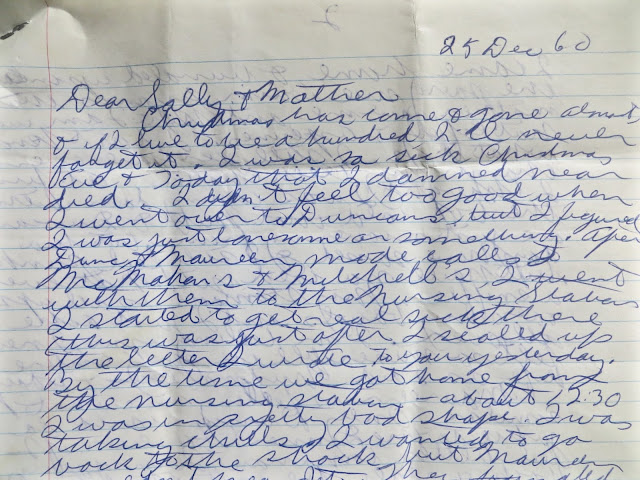 25 Dec 60
Dear Sally & Mother
Christmas has come & gone almost
& if I live to be a hundred I'll never
forget it. I was so sick Christmas
Eve & Today that I damned near
died. I didn't feel too good when
I went over to Duncans, but I figured
I was just lonesome or something. After
Dunc & Maureen made calls to
Mc Mahon's & Mitchell's, I went
with them to the Nursing Station
I started to get real sick there
(this was just after I sealed up
the letter I wrote to you yesterday.
By the time we got home from
the nursing station - about 12:30
I was in pretty bad shape. I was
taking chills & I wanted to go
back to the shack, but Maureen